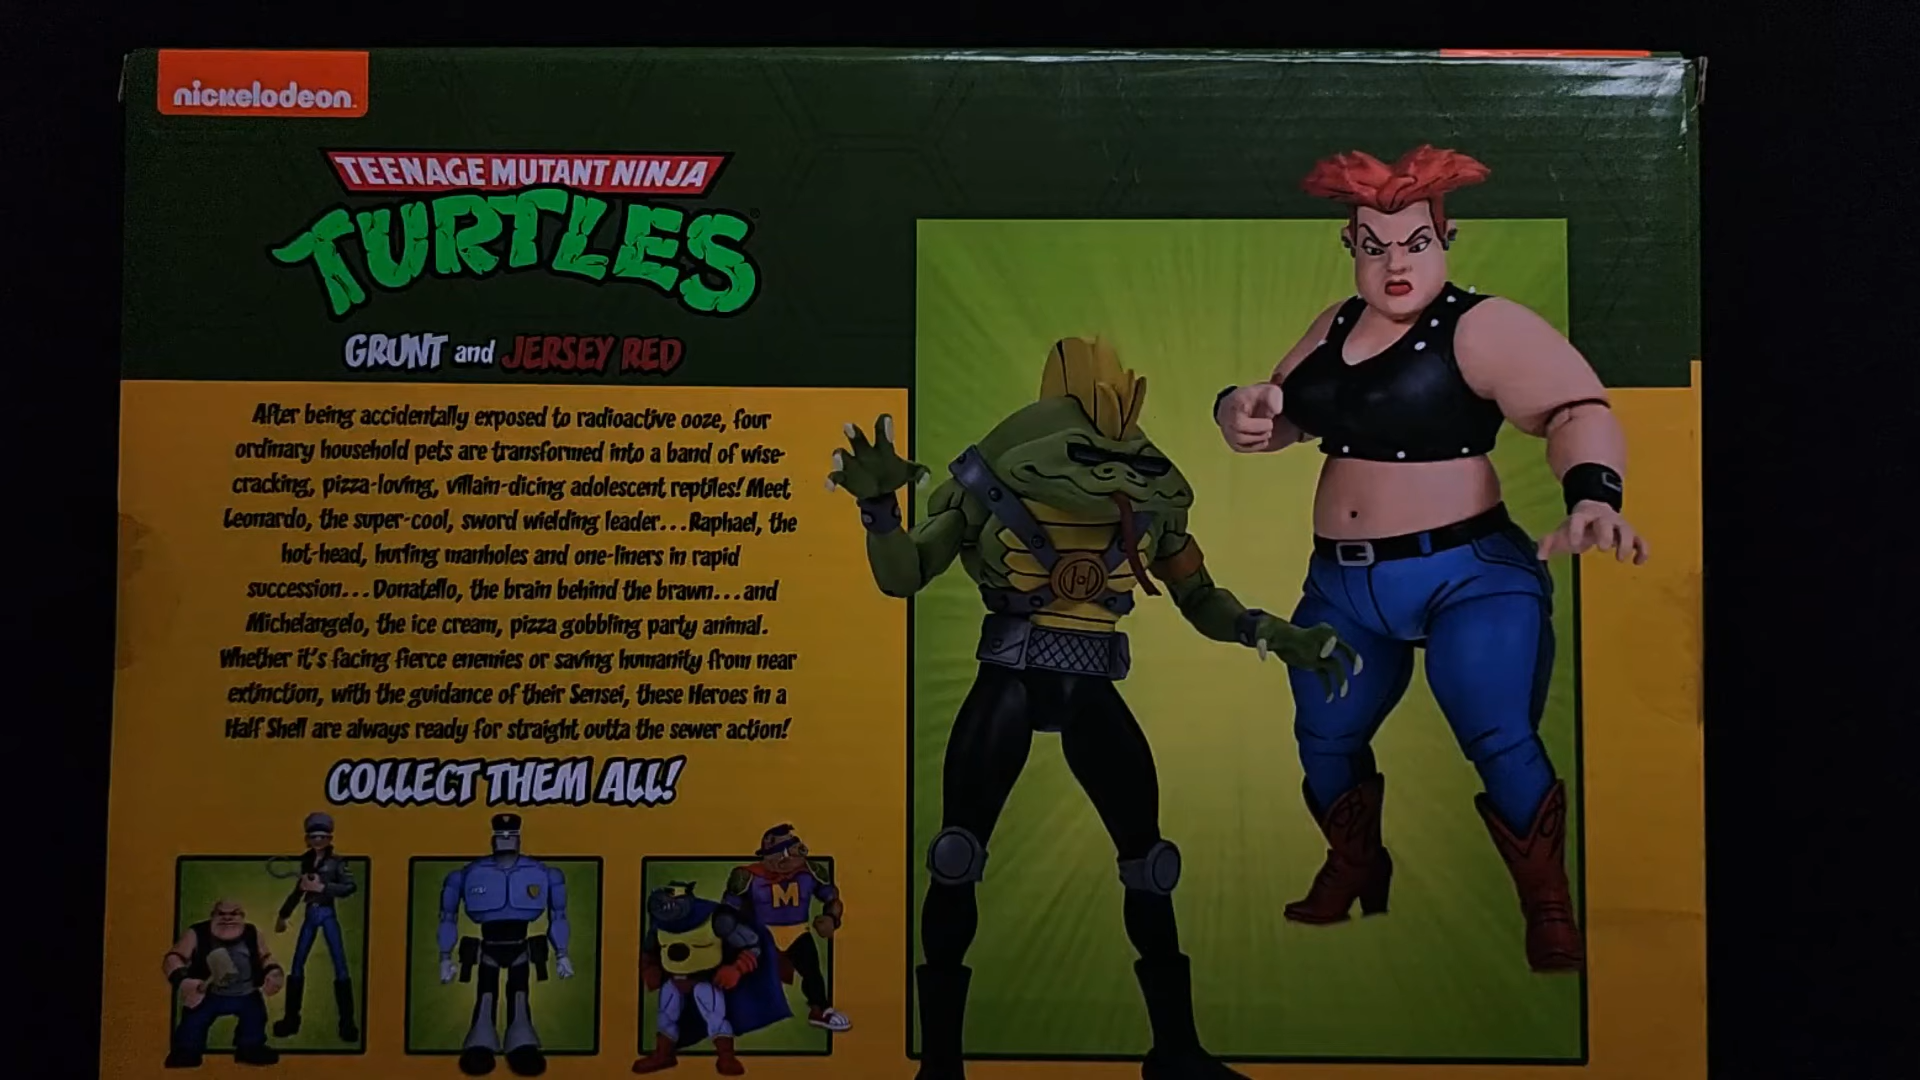 nickelodeon
TEENAGE MUTANT NINJA
TURTLES
GRUNT and JERSEY RED
After being accidentally exposed to radioactive ooze, four
ordinary household pets are transformed into a band of wise-
cracking, pizza-loving, villain-dicing adolescent reptiles! Meet
Leonardo, the super-cool, sword wielding leader...Raphael, the
hot-head, hurling manholes and one-liners in rapid
succession...Donatello, the brain behind the brawn...and
Michelangelo, the ice cream, pizza gobbling party animal.
Whether it's facing fierce enemies or saving humanity from near
extinction, with the guidance of their Sensei, these Heroes in a
Half Shell are always ready for straight outta the sewer action!
COLLECT THEM ALL!
M